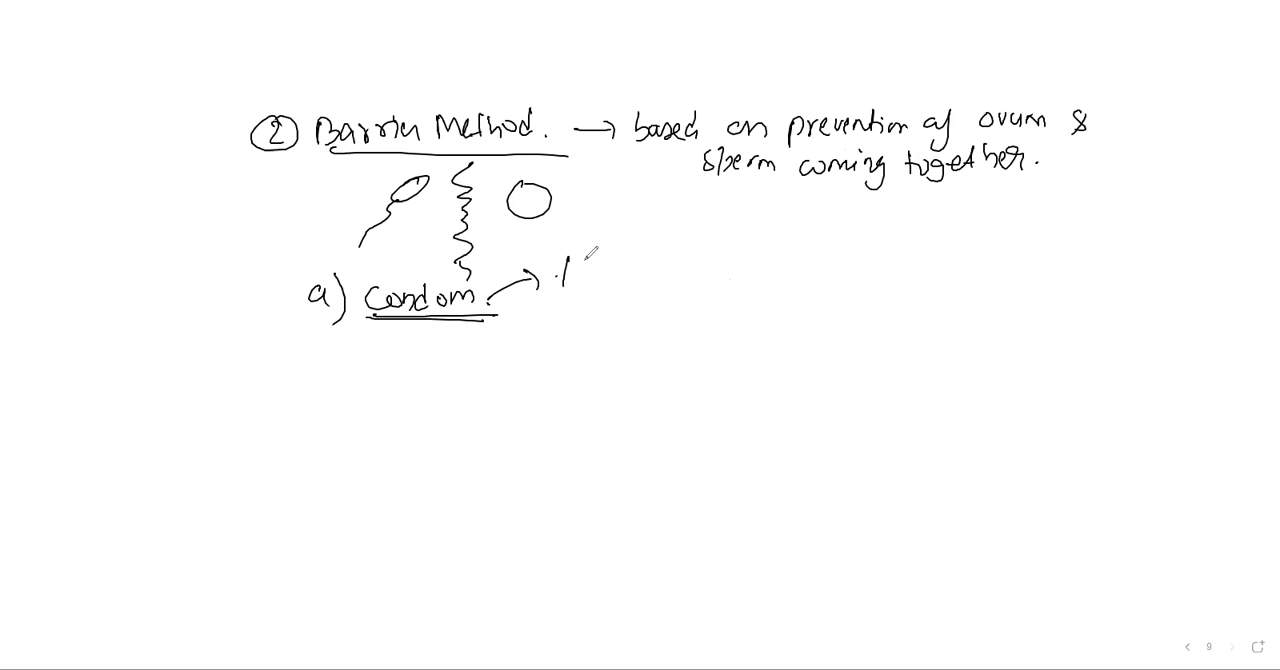 ② Barrier Method. → based on prevention of ovum &
sperm coming together.
a) Condom. →
9